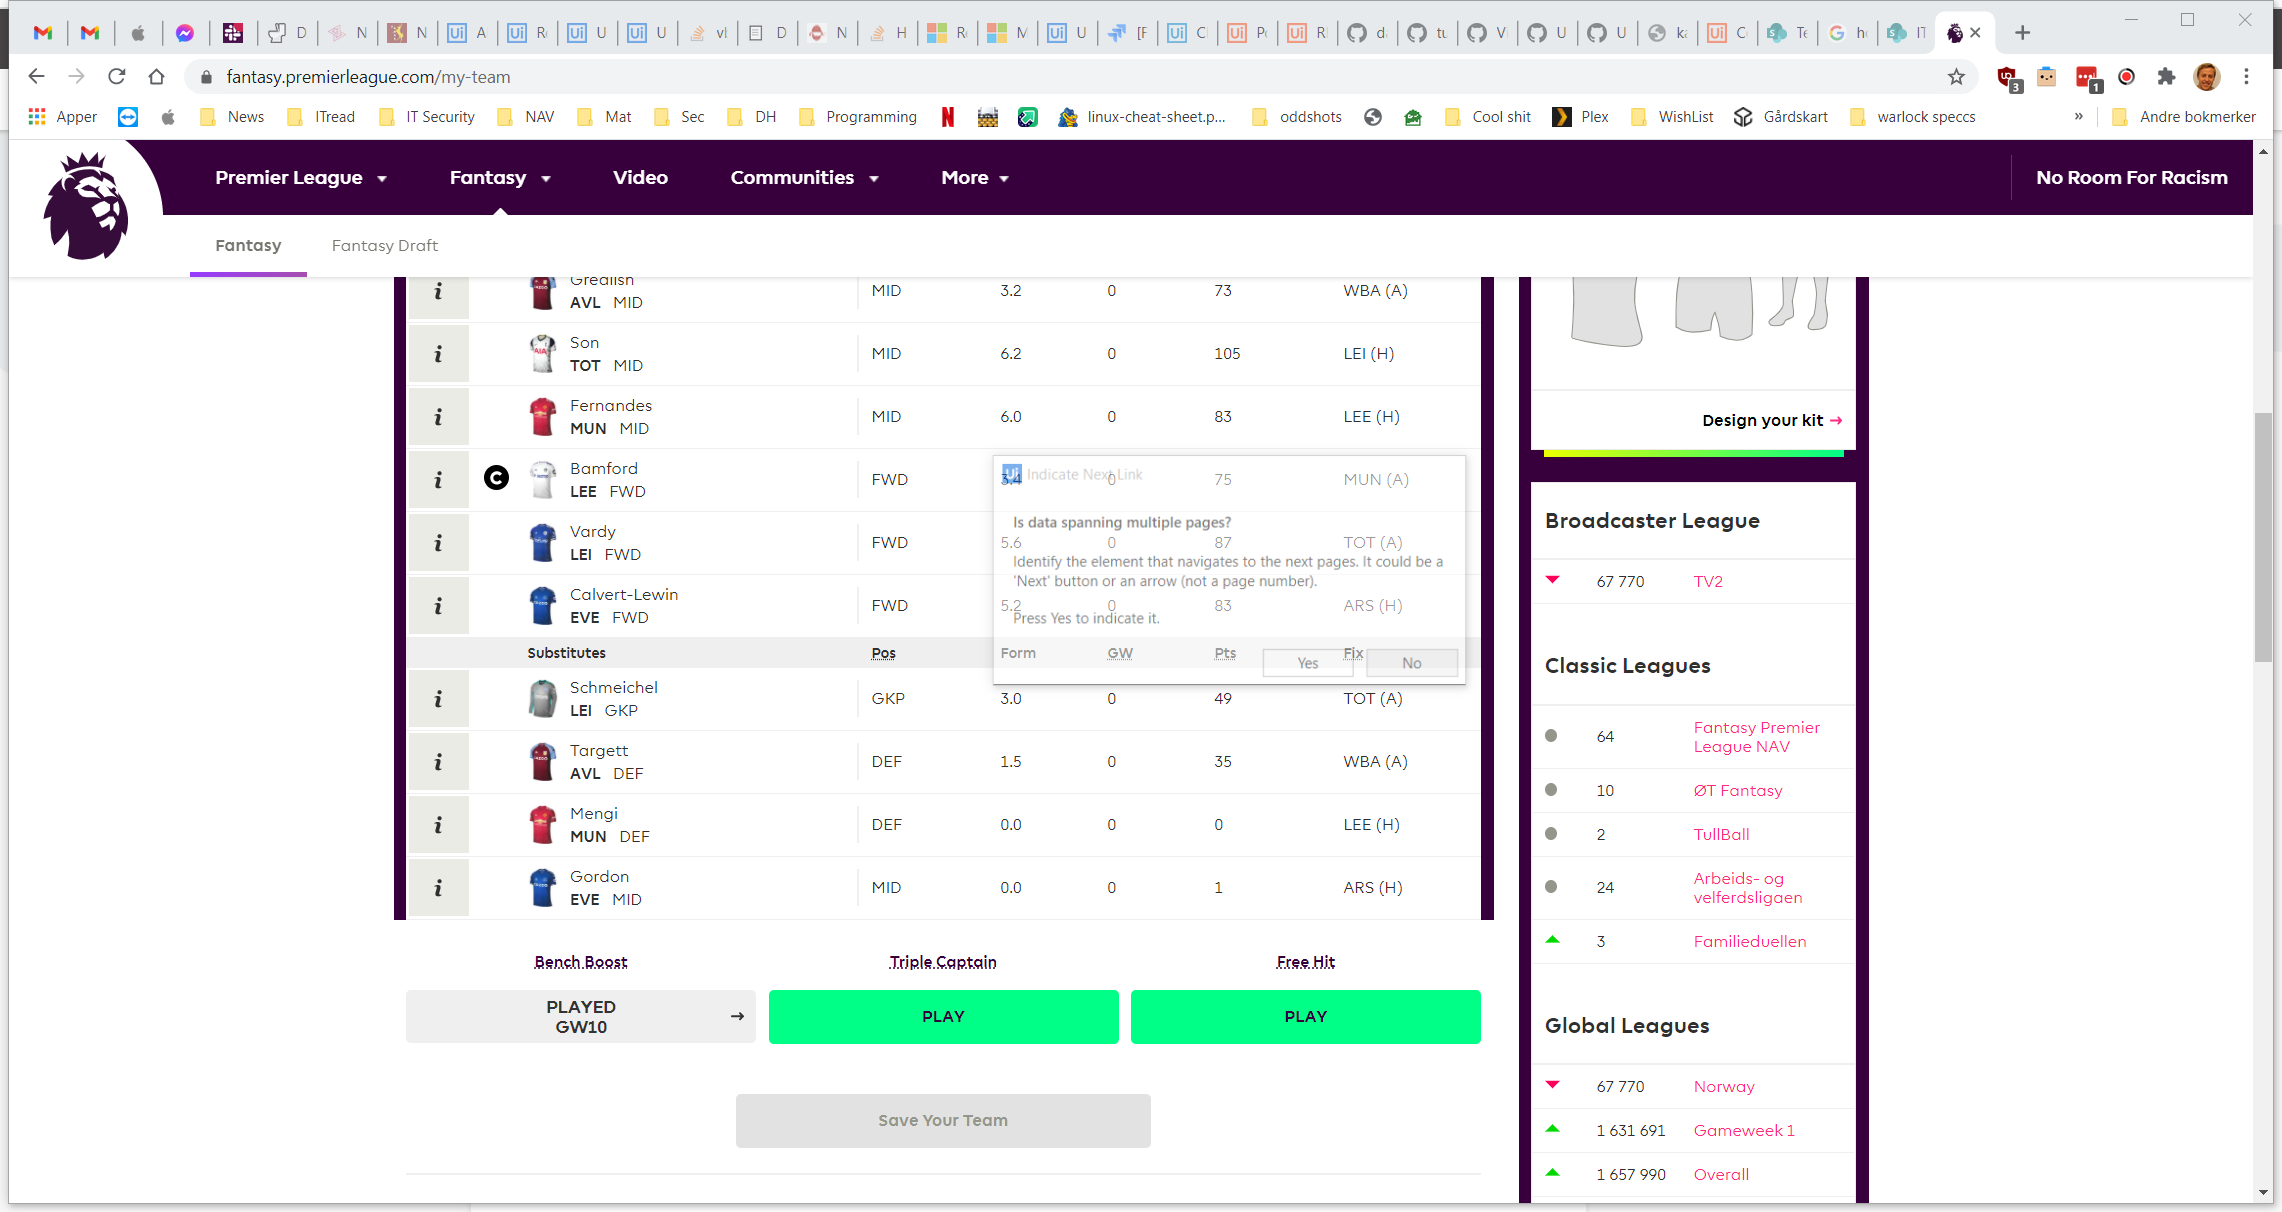 D
N
N
A
R
U
U
vl
D
N
H
R
M
U
[F
C
P
R
d
tu
Vi
U
U
ka
C
Te
h
IT
fantasy.premierleague.com/my-team
3
1
Apper
News
ITread
IT Security
NAV
Mat
Sec
DH
Programming
linux-cheat-sheet.p...
oddshots
Cool shit
Plex
WishList
Gårdskart
warlock speccs
»
Andre bokmerker
Premier League
Fantasy
Video
Communities
More
No Room For Racism
Fantasy
Fantasy Draft
i Grealish MID 3.2 0 73 WBA (A)
AVL MID
i Son MID 6.2 0 105 LEI (H)
TOT MID
i Fernandes MID 6.0 0 83 LEE (H)
MUN MID
i C Bamford FWD 3.4 0 75 MUN (A)
LEE FWD
i Vardy FWD 5.6 0 87 TOT (A)
LEI FWD
i Calvert-Lewin FWD 5.2 0 83 ARS (H)
EVE FWD
Substitutes Pos Form GW Pts Fix
i Schmeichel GKP 3.0 0 49 TOT (A)
LEI GKP
i Targett DEF 1.5 0 35 WBA (A)
AVL DEF
i Mengi DEF 0.0 0 0 LEE (H)
MUN DEF
i Gordon MID 0.0 0 1 ARS (H)
EVE MID
Ui Indicate Next Link
Is data spanning multiple pages?
Identify the element that navigates to the next pages. It could be a
'Next' button or an arrow (not a page number).
Press Yes to indicate it.
Yes
No
Bench Boost
Triple Captain
Free Hit
PLAYED
GW10
PLAY
PLAY
Save Your Team
Design your kit
Broadcaster League
67 770 TV2
Classic Leagues
64 Fantasy Premier
League NAV
10 ØT Fantasy
2 TullBall
24 Arbeids- og
velferdsligaen
3 Familieduellen
Global Leagues
67 770 Norway
1 631 691 Gameweek 1
1 657 990 Overall